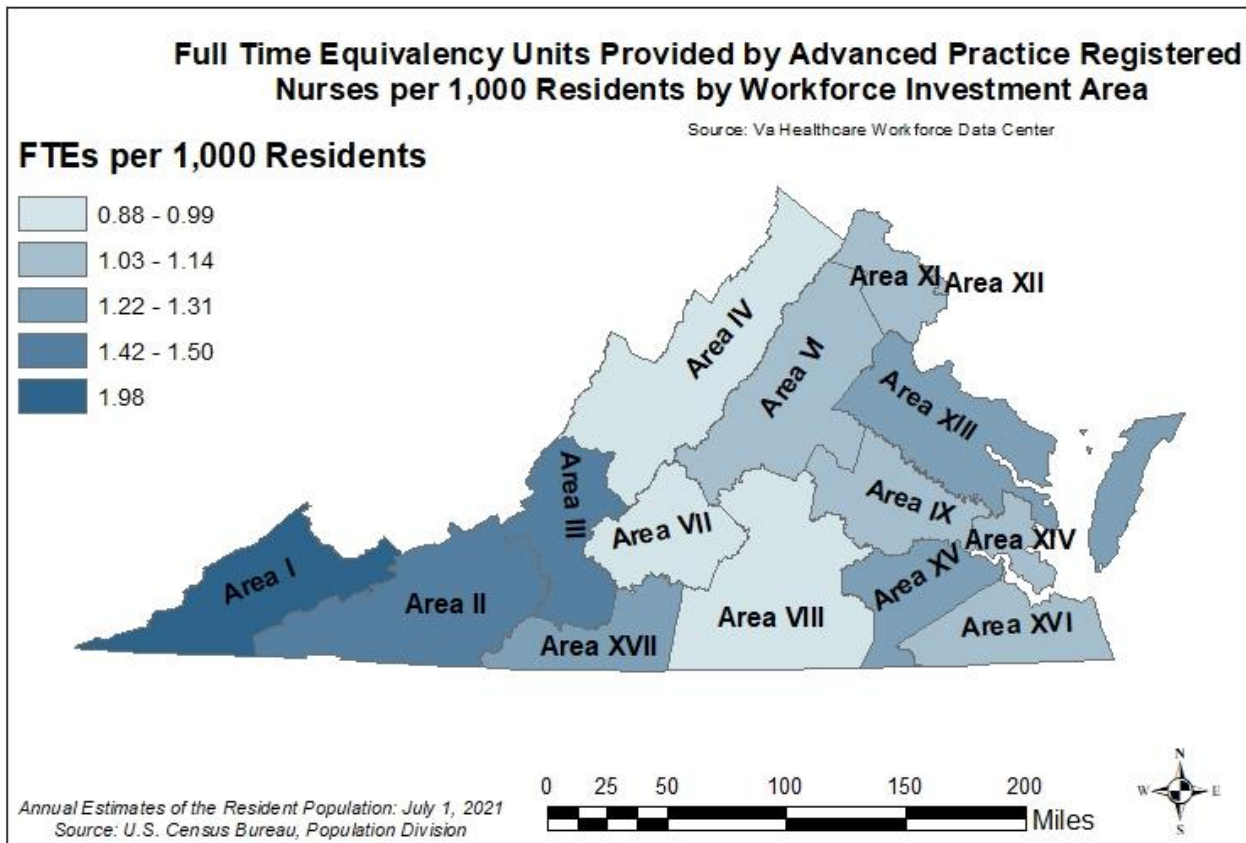 Full Time Equivalency Units Provided by Advanced Practice Registered
Nurses per 1,000 Residents by Workforce Investment Area
Source: Va Healthcare Workforce Data Center
FTEs per 1,000 Residents
0.88 - 0.99
1.03 - 1.14
1.22 - 1.31
1.42 - 1.50
1.98
Area XI
Area XII
Area IV
Area VI
Area XIII
Area III
Area VII
Area IX
Area XIV
Area I
Area II
Area XV
Area XVII
Area VIII
Area XVI
0 25 50 100 150 200
Miles
N
W E
S
Annual Estimates of the Resident Population: July 1, 2021
Source: U.S. Census Bureau, Population Division